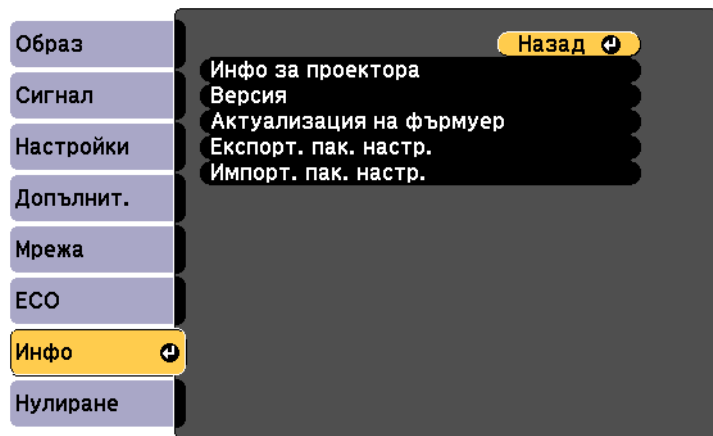 Образ
Сигнал
Настройки
Допълнит.
Мрежа
ECO
Инфо
Нулиране
Назад
Инфо за проектора
Версия
Актуализация на фърмуер
Експорт. пак. настр.
Импорт. пак. настр.